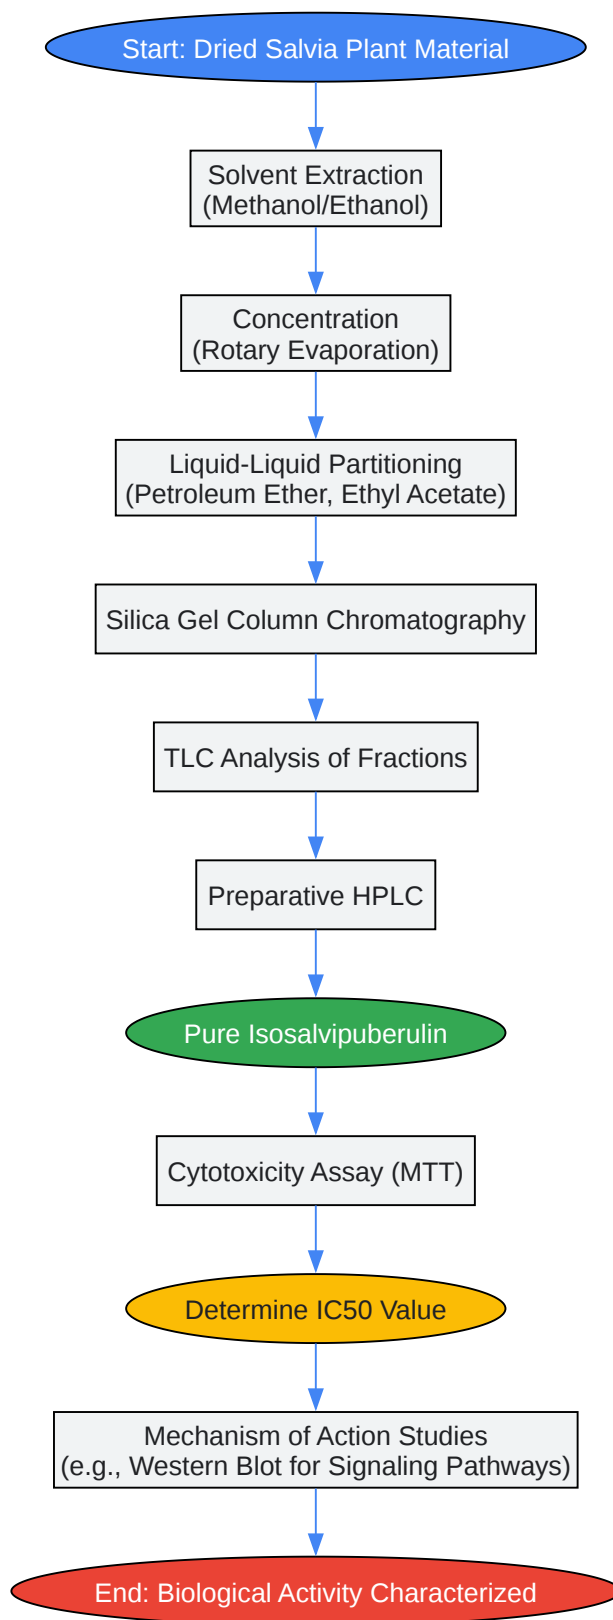 Start: Dried Salvia Plant Material
Solvent Extraction
(Methanol/Ethanol)
Concentration
(Rotary Evaporation)
Liquid-Liquid Partitioning
(Petroleum Ether, Ethyl Acetate)
Silica Gel Column Chromatography
TLC Analysis of Fractions
Preparative HPLC
Pure Isosalvipuberulin
Cytotoxicity Assay (MTT)
Determine IC50 Value
Mechanism of Action Studies
(e.g., Western Blot for Signaling Pathways)
End: Biological Activity Characterized